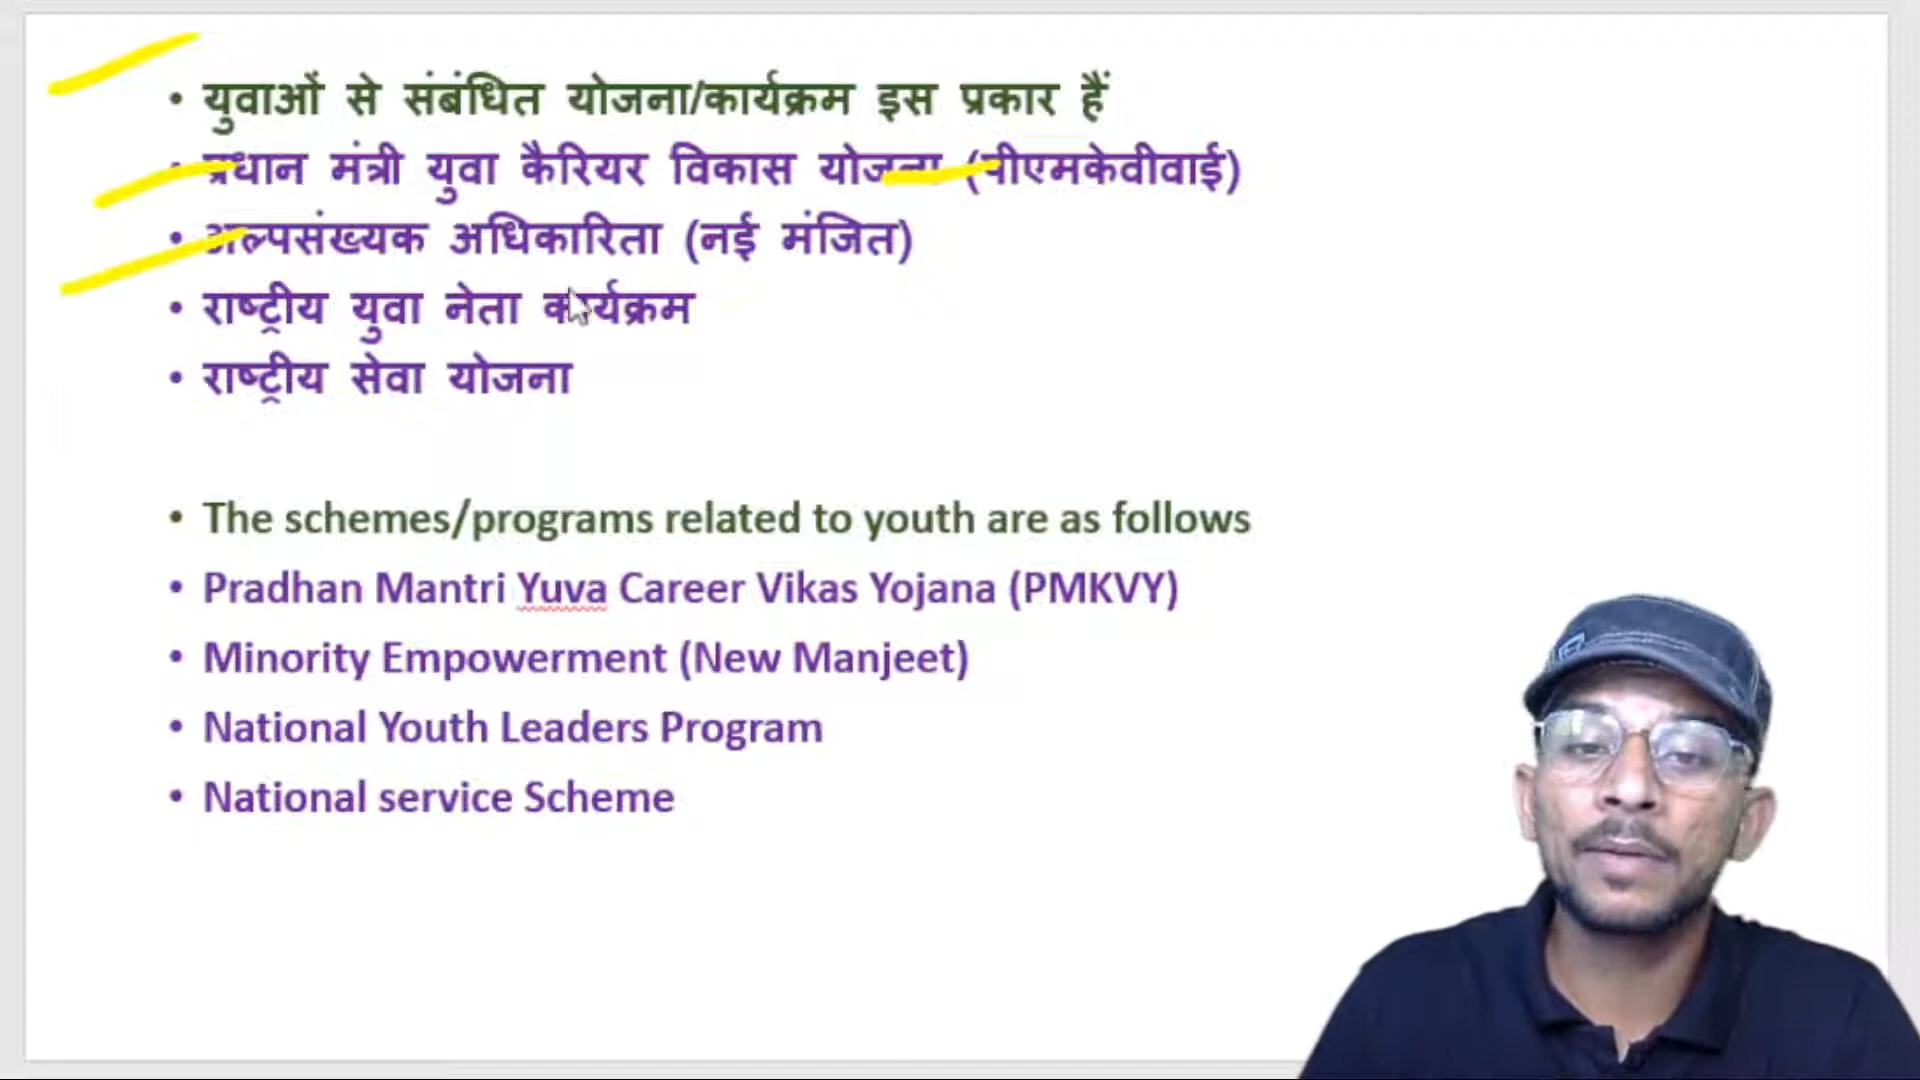 • युवाओं से संबंधित योजना/कार्यक्रम इस प्रकार हैं
• प्रधान मंत्री युवा कैरियर विकास योजना (पीएमकेवीवाई)
• अल्पसंख्यक अधिकारिता (नई मंजित)
• राष्ट्रीय युवा नेता कार्यक्रम
• राष्ट्रीय सेवा योजना
• The schemes/programs related to youth are as follows
• Pradhan Mantri Yuva Career Vikas Yojana (PMKVY)
• Minority Empowerment (New Manjeet)
• National Youth Leaders Program
• National service Scheme